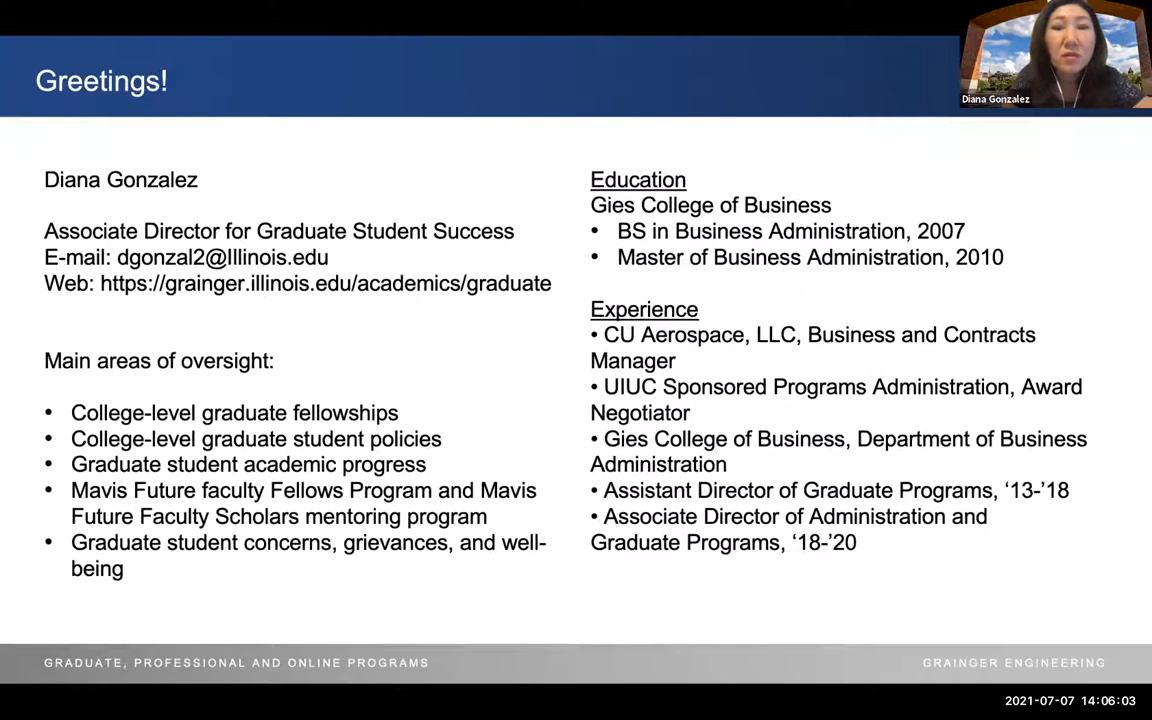 Greetings!
Diana Gonzalez
Diana Gonzalez
Associate Director for Graduate Student Success
E-mail: dgonzal2@Illinois.edu
Web: https://grainger.illinois.edu/academics/graduate
Main areas of oversight:
• College-level graduate fellowships
• College-level graduate student policies
• Graduate student academic progress
• Mavis Future faculty Fellows Program and Mavis
Future Faculty Scholars mentoring program
• Graduate student concerns, grievances, and well-
being
Education
Gies College of Business
• BS in Business Administration, 2007
• Master of Business Administration, 2010
Experience
• CU Aerospace, LLC, Business and Contracts
Manager
• UIUC Sponsored Programs Administration, Award
Negotiator
• Gies College of Business, Department of Business
Administration
• Assistant Director of Graduate Programs, ‘13-’18
• Associate Director of Administration and
Graduate Programs, ‘18-’20
GRADUATE, PROFESSIONAL AND ONLINE PROGRAMS
GRAINGER ENGINEERING
2021-07-07 14:06:03